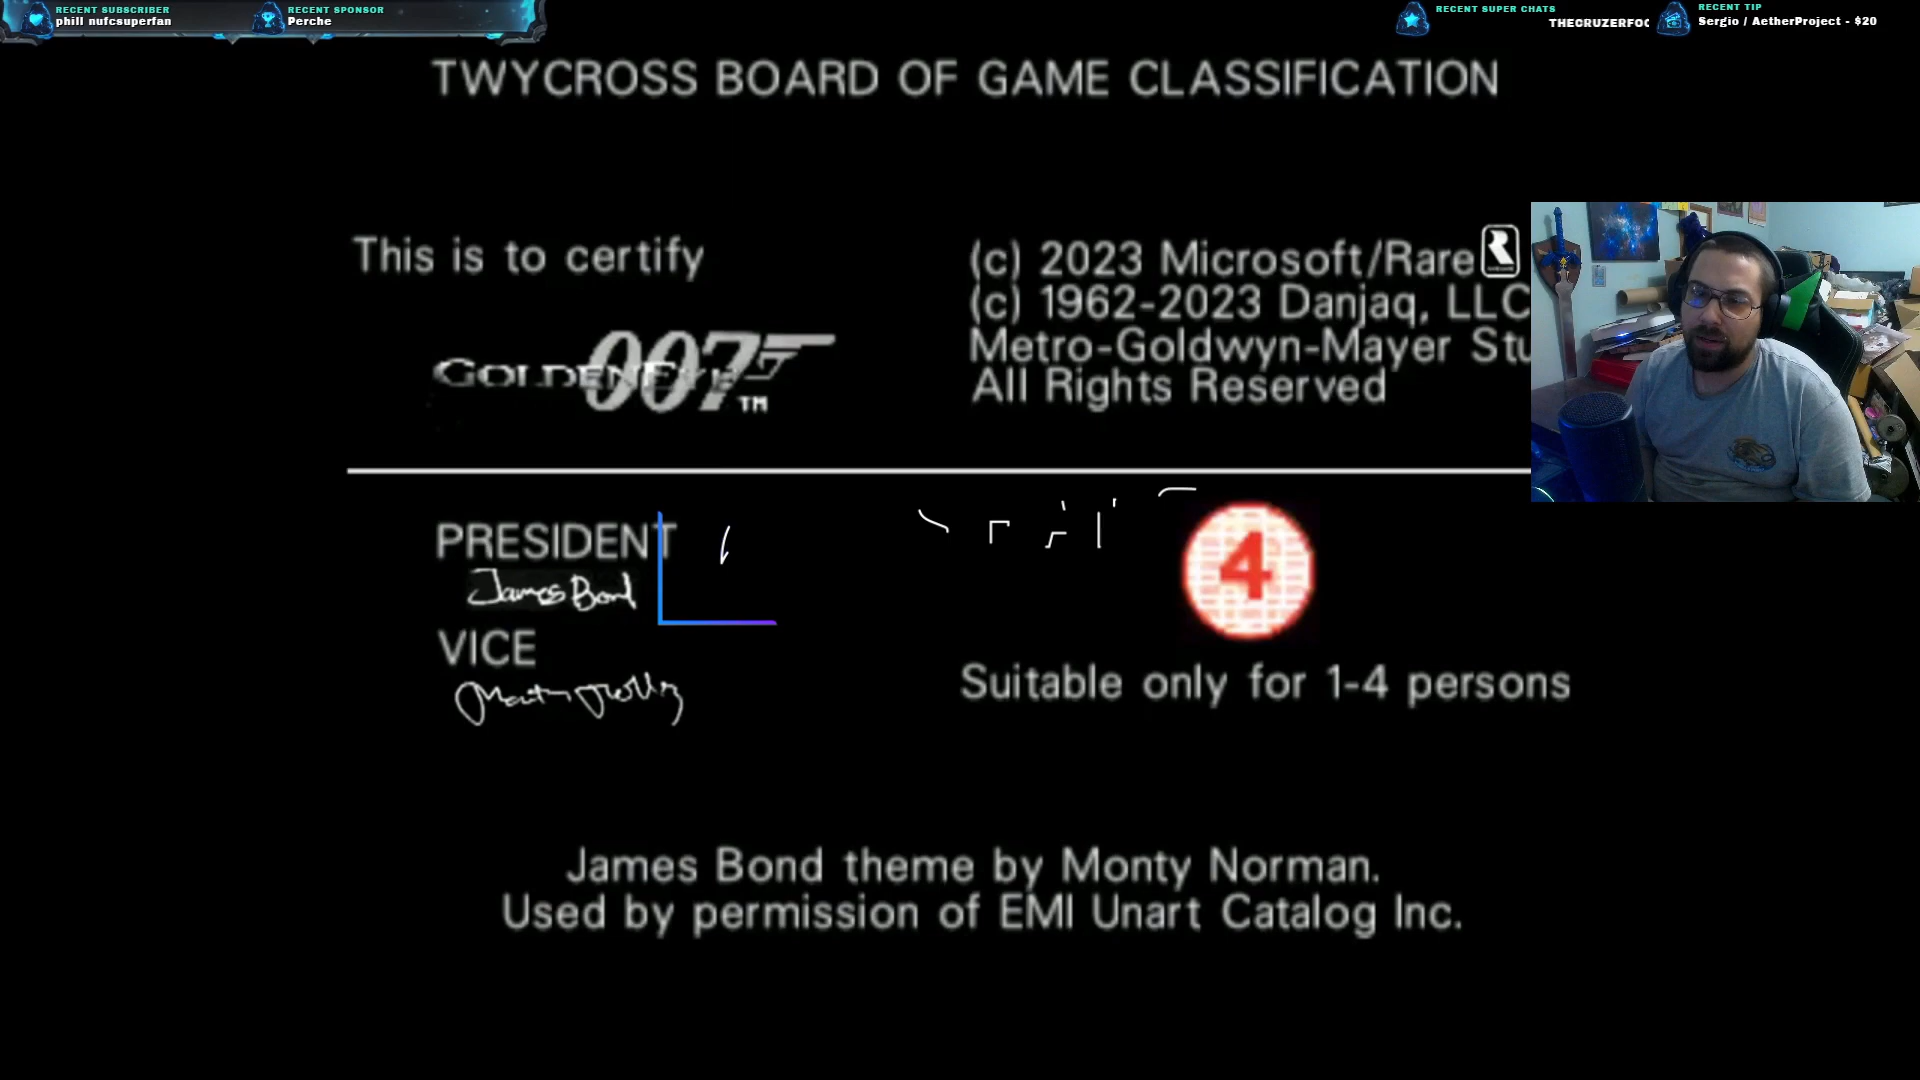 RECENT SUBSCRIBER
phill nufcsuperfan
RECENT SPONSOR
Perche
RECENT SUPER CHATS
THECRUZERFOO
RECENT TIP
Sergio / AetherProject - $20
TWYCROSS BOARD OF GAME CLASSIFICATION
This is to certify
GOLDENEYE 007 TM
(c) 2023 Microsoft/Rare
(c) 1962-2023 Danjaq, LLC
Metro-Goldwyn-Mayer Stu
All Rights Reserved
PRESIDENT
James Bond
VICE
4
Suitable only for 1-4 persons
James Bond theme by Monty Norman.
Used by permission of EMI Unart Catalog Inc.